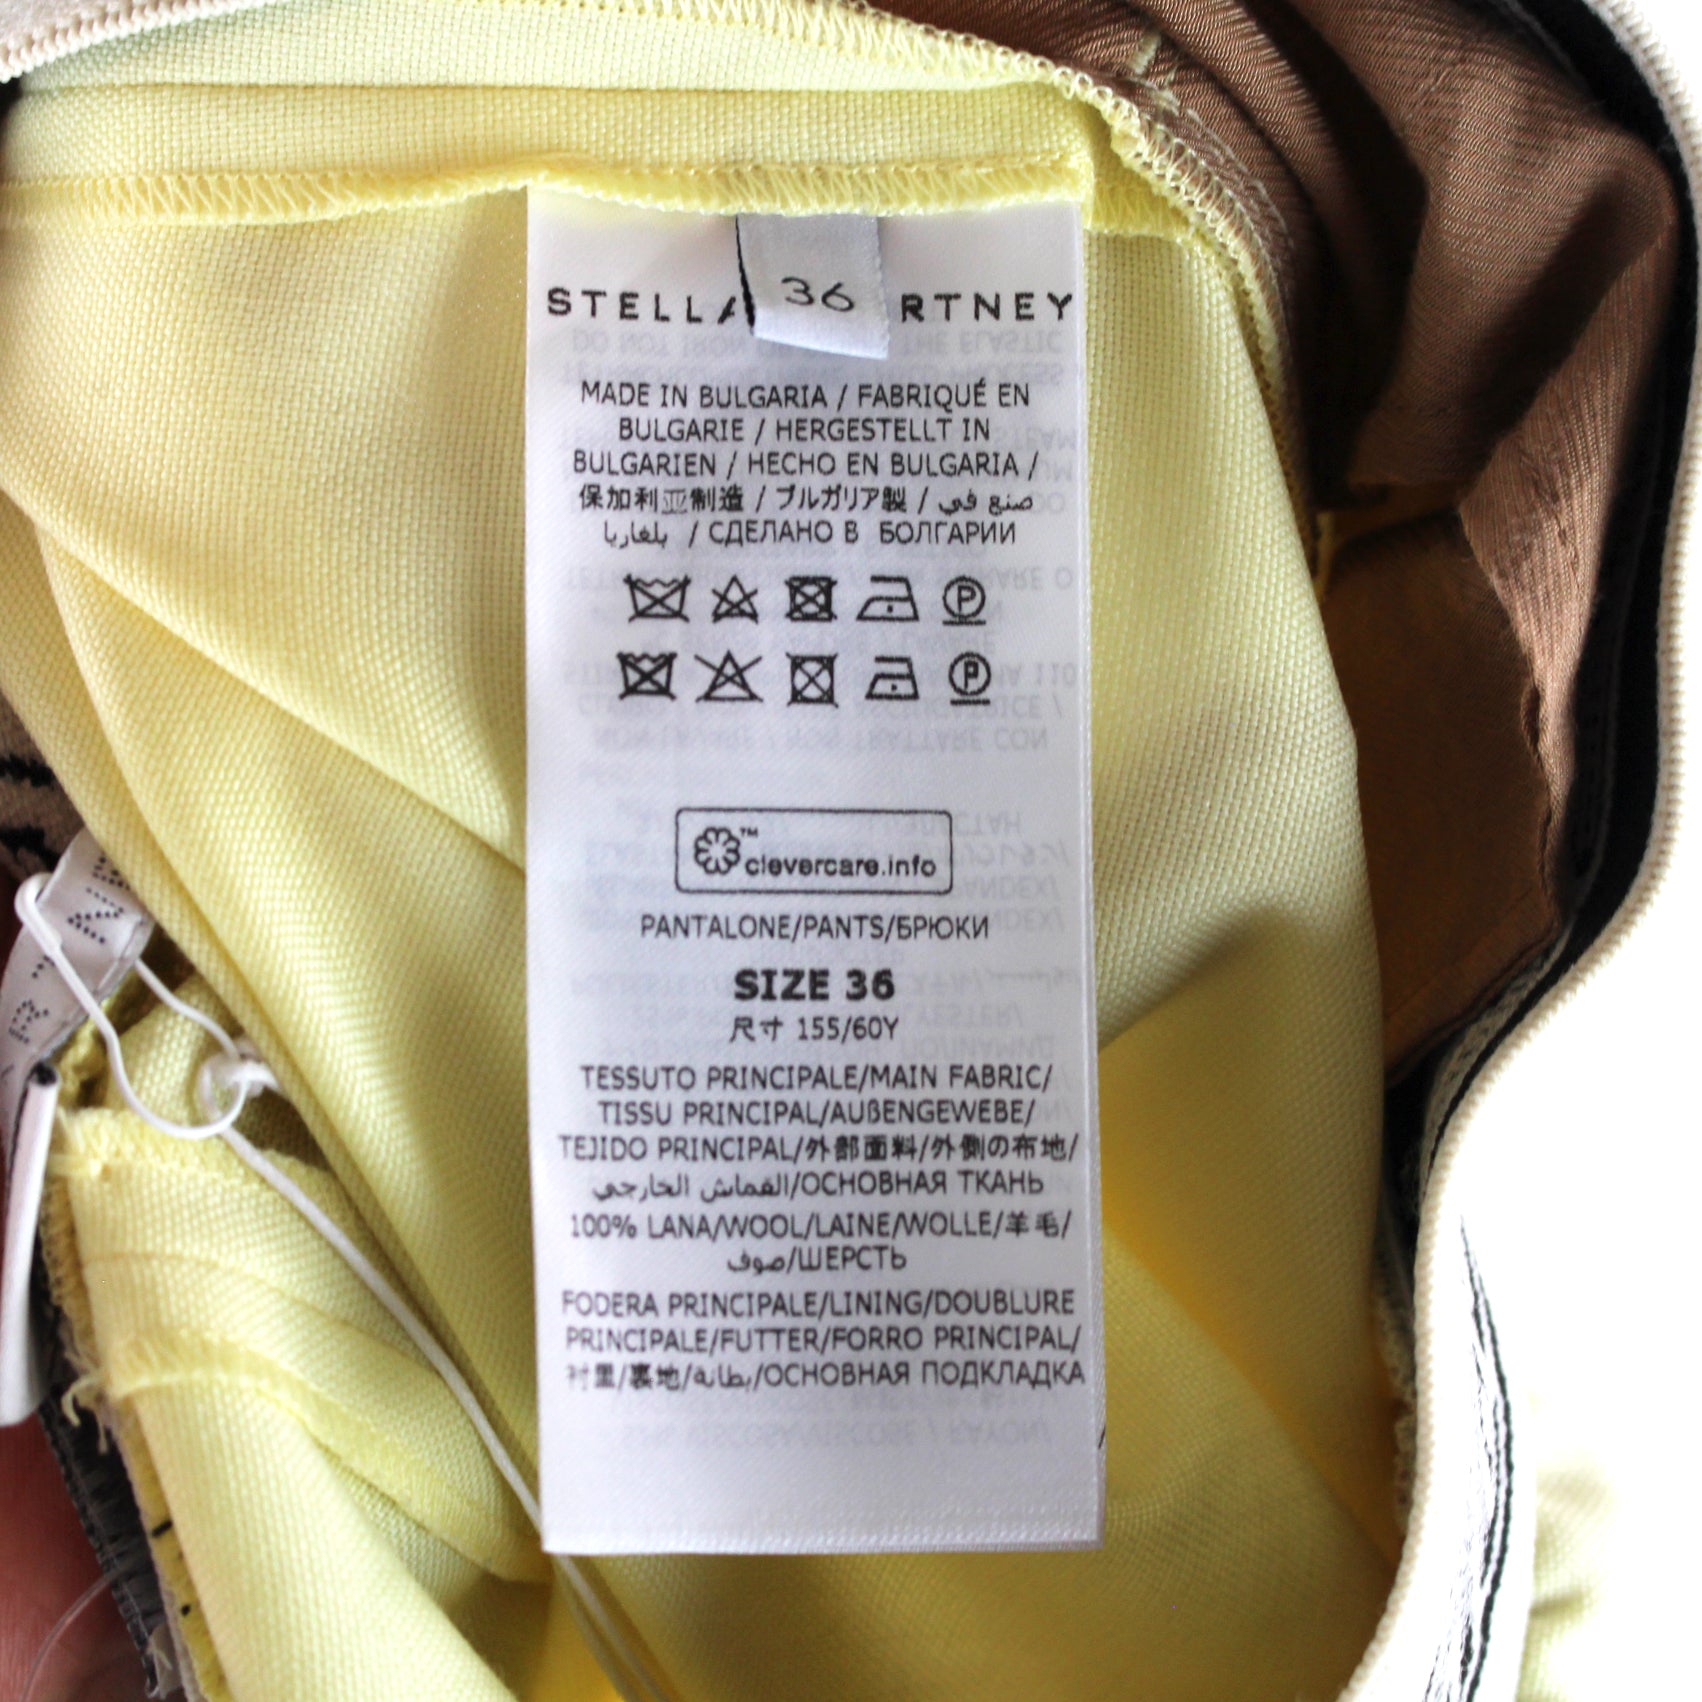 36
STELLA RTNEY
MADE IN BULGARIA / FABRIQUÉ EN
BULGARIE / HERGESTELLT IN
BULGARIEN / HECHO EN BULGARIA /
保加利亚制造 / ブルガリア製 / صنع في
بلغاريا / СДЕЛАНО В БОЛГАРИИ
P
P
clevercare.info™
PANTALONE/PANTS/БРЮКИ
SIZE 36
尺寸 155/60Y
TESSUTO PRINCIPALE/MAIN FABRIC/
TISSU PRINCIPAL/AUßENGEWEBE/
TEJIDO PRINCIPAL/外部面料/外側の布地/
القماش الخارجي/ОСНОВНАЯ ТКАНЬ
100% LANA/WOOL/LAINE/WOLLE/羊毛/
صوف/ШЕРСТЬ
FODERA PRINCIPALE/LINING/DOUBLURE
PRINCIPALE/FUTTER/FORRO PRINCIPAL/
衬里/裏地/بطانة/ОСНОВНАЯ ПОДКЛАДКА